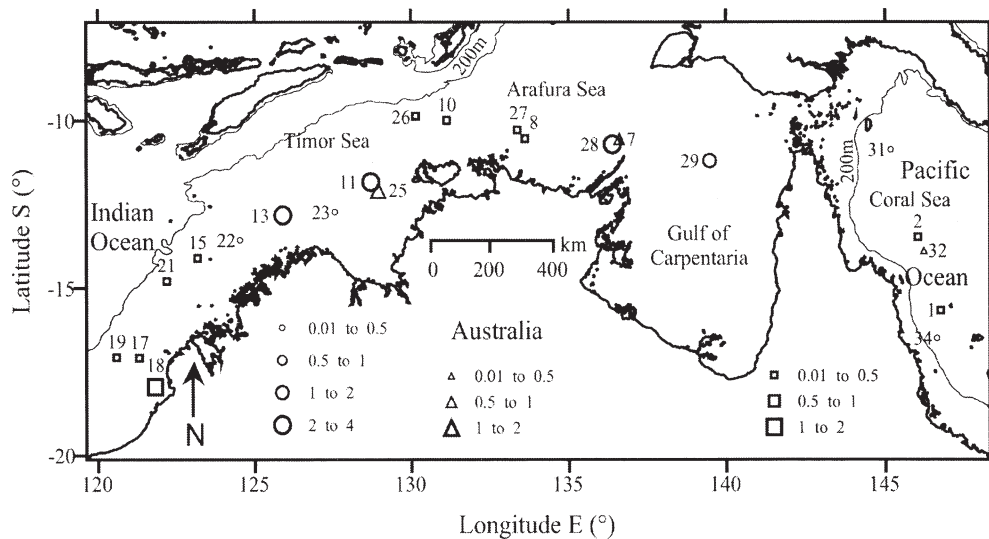 200m
Arafura Sea
-10
26
10
27
8
Timor Sea
28
7
29
31
200m
Pacific
Coral Sea
11
25
Indian
Ocean
13
23
22
15
21
km
0 200 400
Gulf of
Carpentaria
2
32
Ocean
-15
1
34
19 17
18
N
0.01 to 0.5
0.5 to 1
1 to 2
2 to 4
Australia
0.01 to 0.5
0.5 to 1
1 to 2
0.01 to 0.5
0.5 to 1
1 to 2
-20
120 125 130 135 140 145
Latitude S (°)
Longitude E (°)